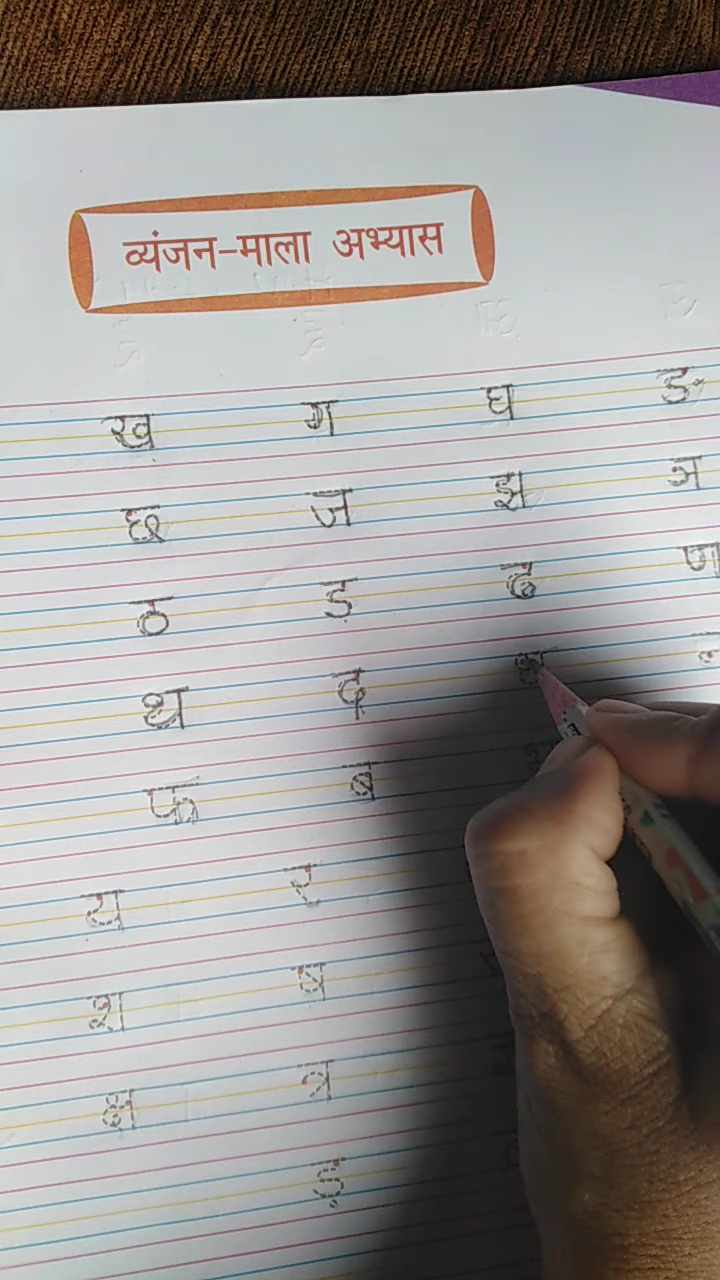 व्यंजन-माला अभ्यास
ख ग घ ङ
छ ज झ ञ
ठ ड ढ ण
थ द ध न
फ ब
य र
श ष
क्ष त्र
ड़